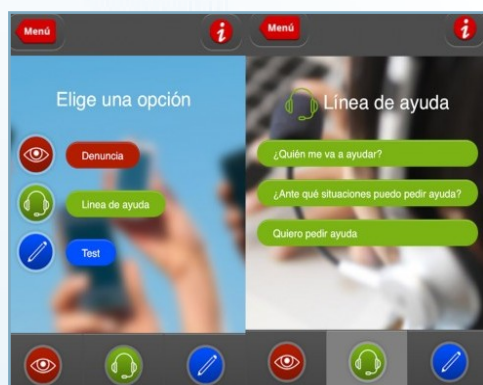 Menú
i
Elige una opción
Denuncia
Linea de ayuda
Test
Menú
i
Línea de ayuda
¿Quién me va a ayudar?
¿Ante qué situaciones puedo pedir ayuda?
Quiero pedir ayuda